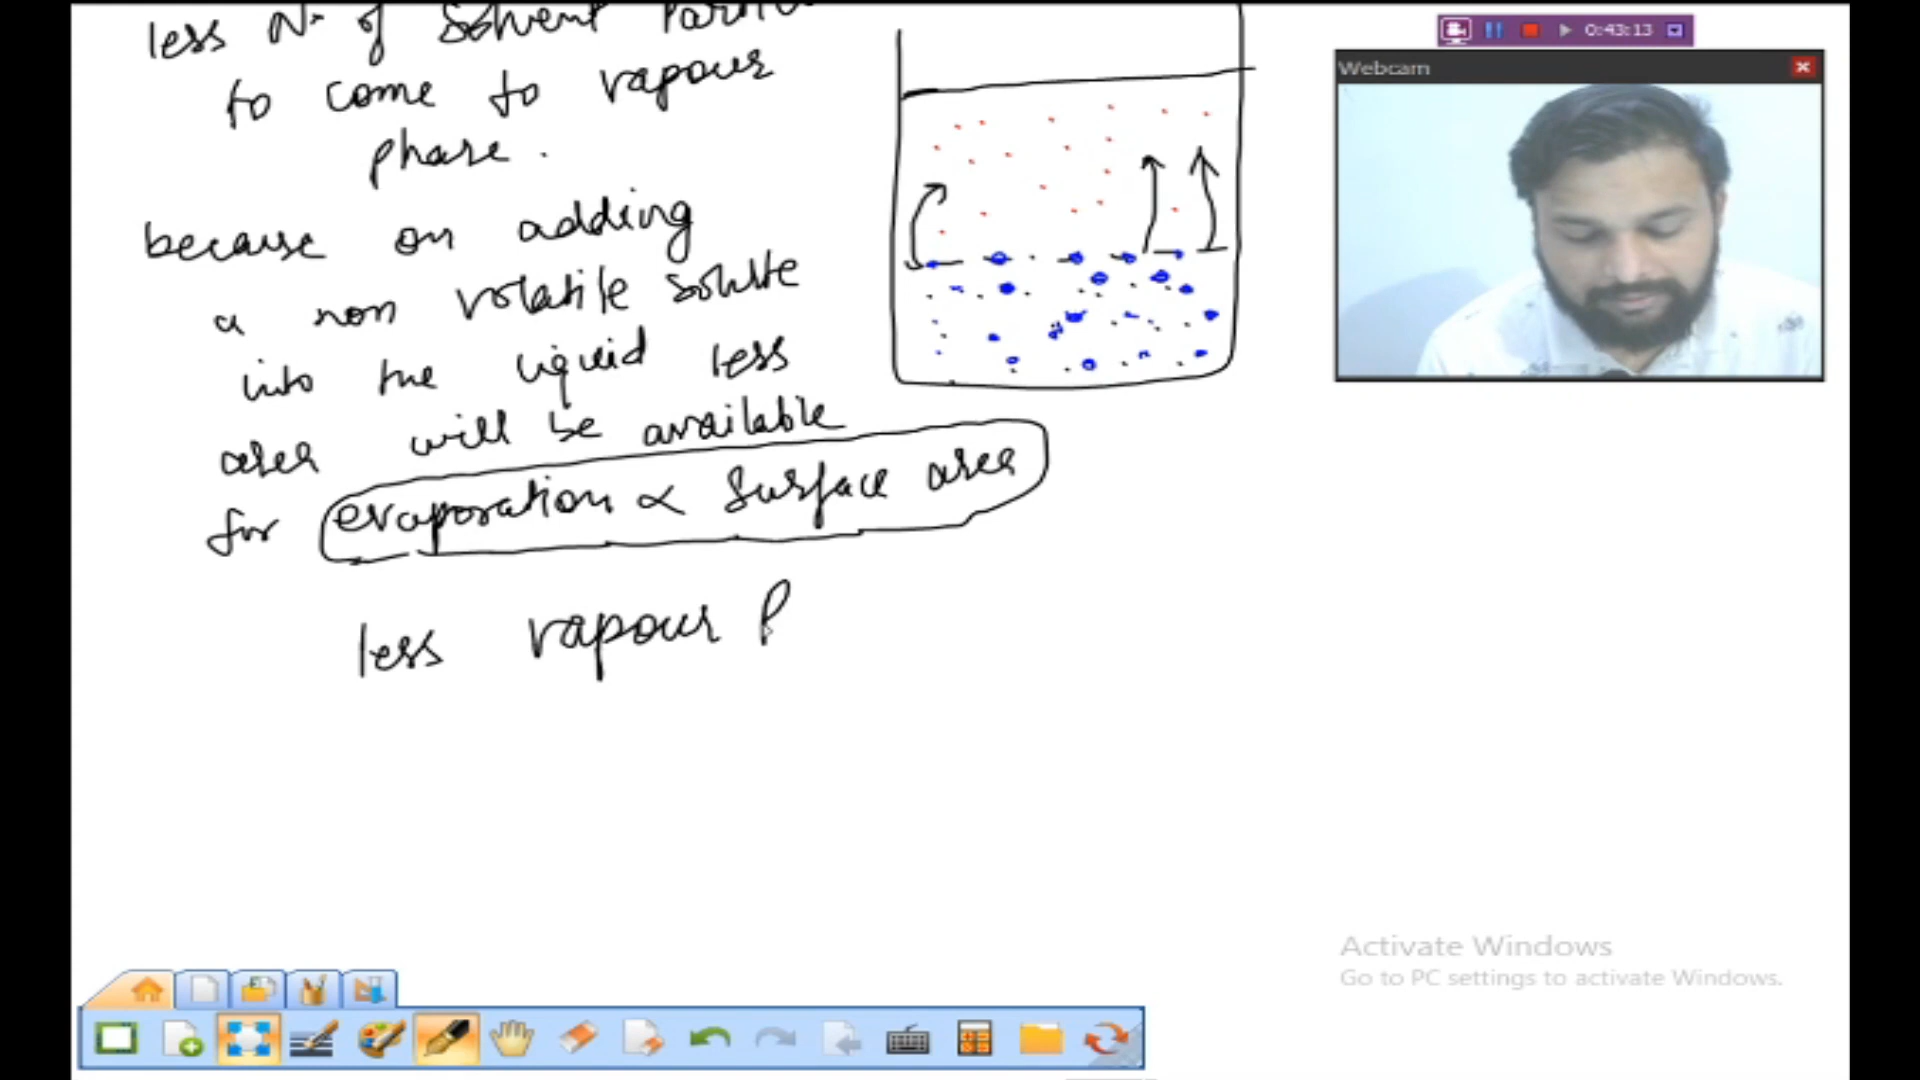 less No. of Solvent
to come to vapour
phase.
because on adding
a non volatile solute
into the liquid less
area will be available
for evaporation ∝ Surface area
less vapour P
0:43:13
Webcam
Activate Windows
Go to PC settings to activate Windows.